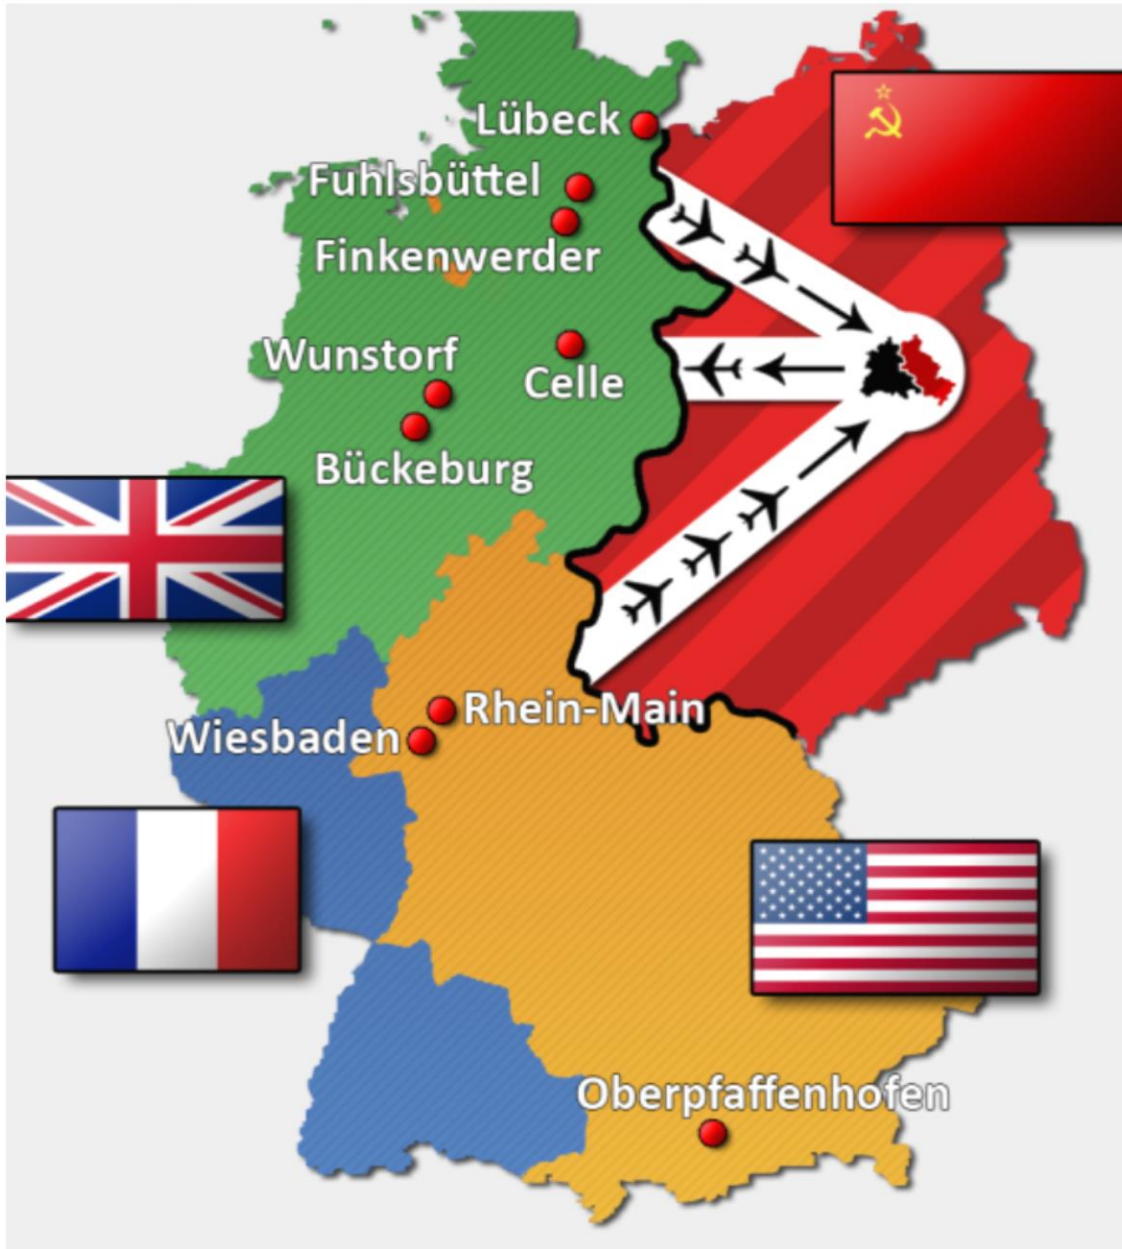 Lübeck
Fuhlsbüttel
Finkenwerder
Wunstorf
Celle
Bückeburg
Rhein-Main
Wiesbaden
Oberpfaffenhofen